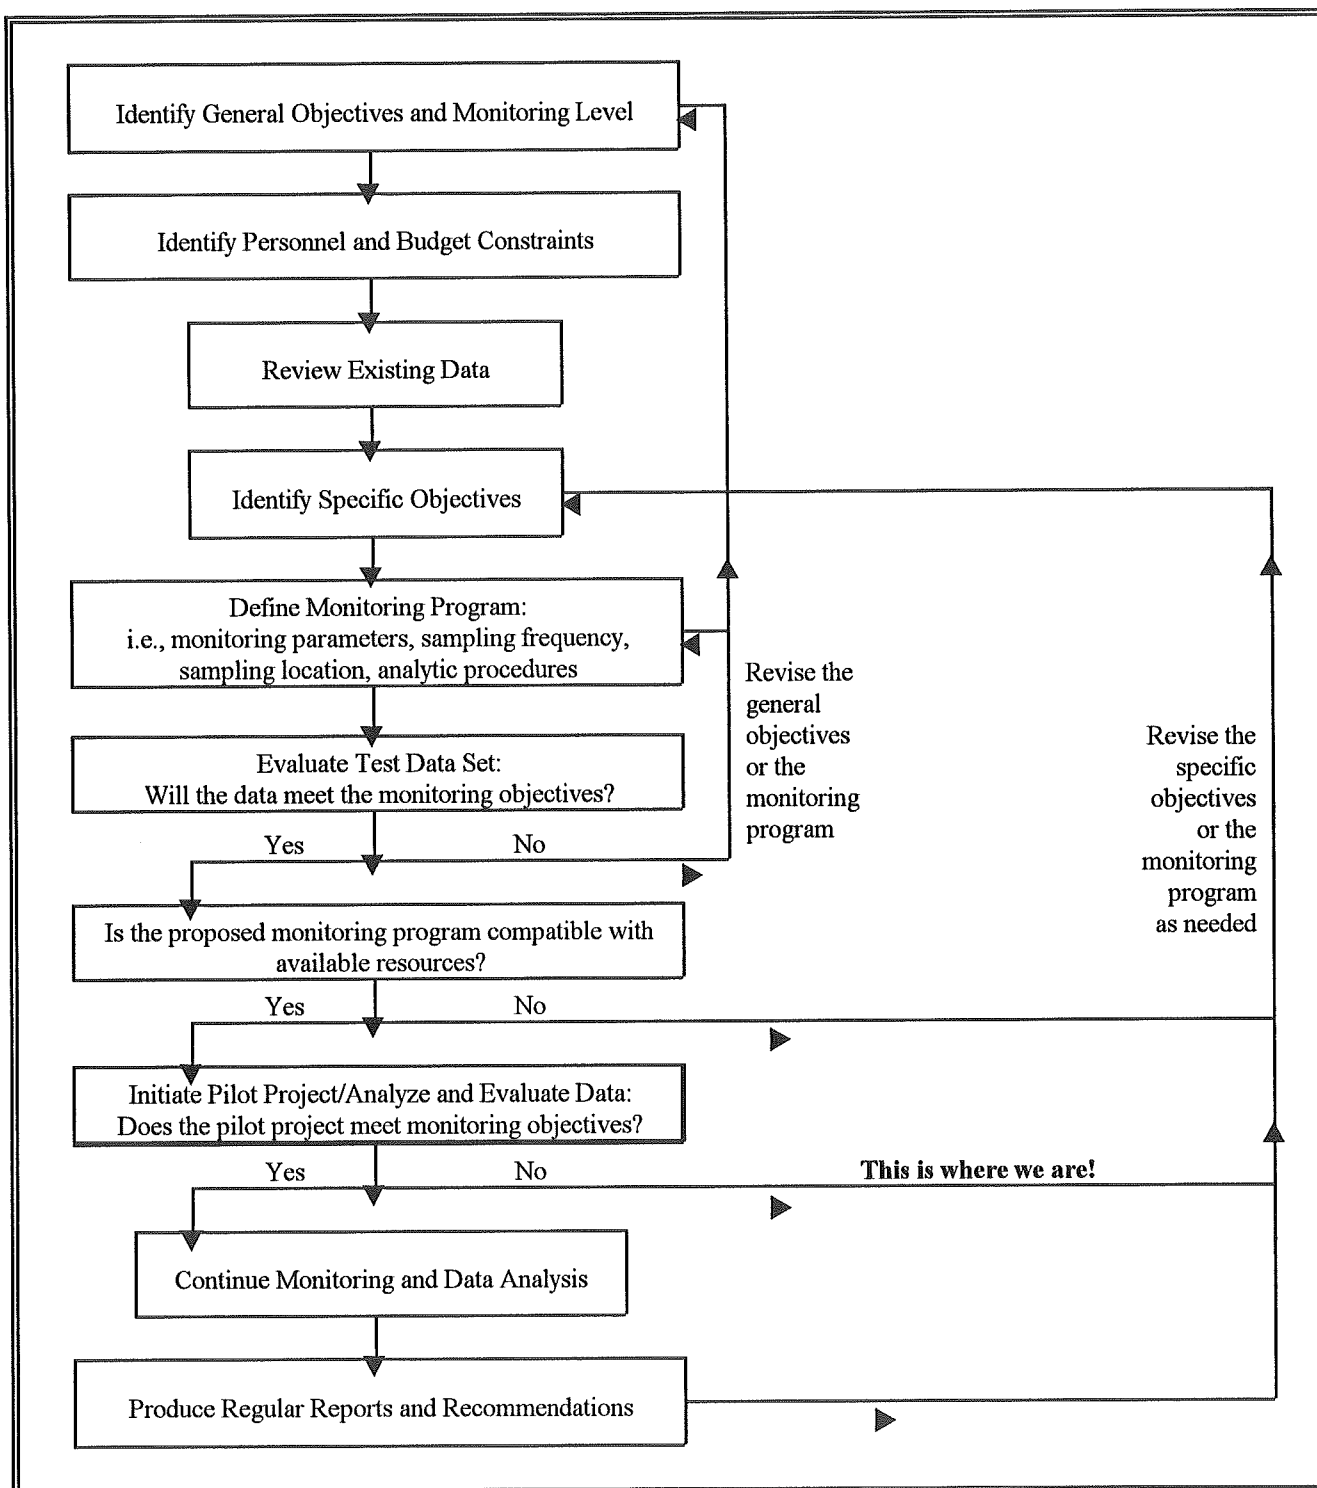 Identify General Objectives and Monitoring Level
Identify Personnel and Budget Constraints
Review Existing Data
Identify Specific Objectives
Define Monitoring Program:
i.e., monitoring parameters, sampling frequency,
sampling location, analytic procedures
Revise the
general
objectives
or the
monitoring
program
Revise the
specific
objectives
or the
monitoring
program
as needed
Evaluate Test Data Set:
Will the data meet the monitoring objectives?
Yes
No
Is the proposed monitoring program compatible with
available resources?
Yes
No
Initiate Pilot Project/Analyze and Evaluate Data:
Does the pilot project meet monitoring objectives?
Yes
No
This is where we are!
Continue Monitoring and Data Analysis
Produce Regular Reports and Recommendations